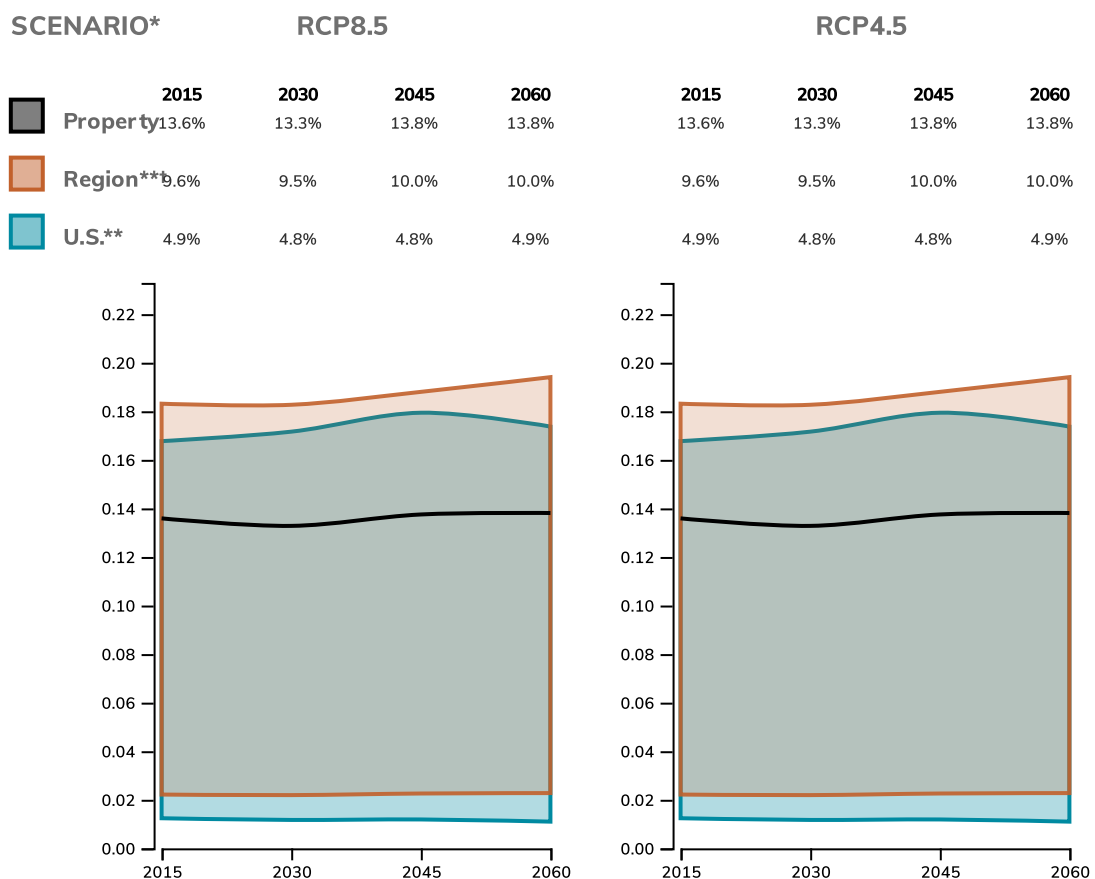 SCENARIO* RCP8.5 RCP4.5
2015 2030 2045 2060 2015 2030 2045 2060
Property 13.6% 13.3% 13.8% 13.8% 13.6% 13.3% 13.8% 13.8%
Region*** 9.6% 9.5% 10.0% 10.0% 9.6% 9.5% 10.0% 10.0%
U.S.** 4.9% 4.8% 4.8% 4.9% 4.9% 4.8% 4.8% 4.9%
0.22 0.22
0.20 0.20
0.18 0.18
0.16 0.16
0.14 0.14
0.12 0.12
0.10 0.10
0.08 0.08
0.06 0.06
0.04 0.04
0.02 0.02
0.00 0.00
2015 2030 2045 2060 2015 2030 2045 2060